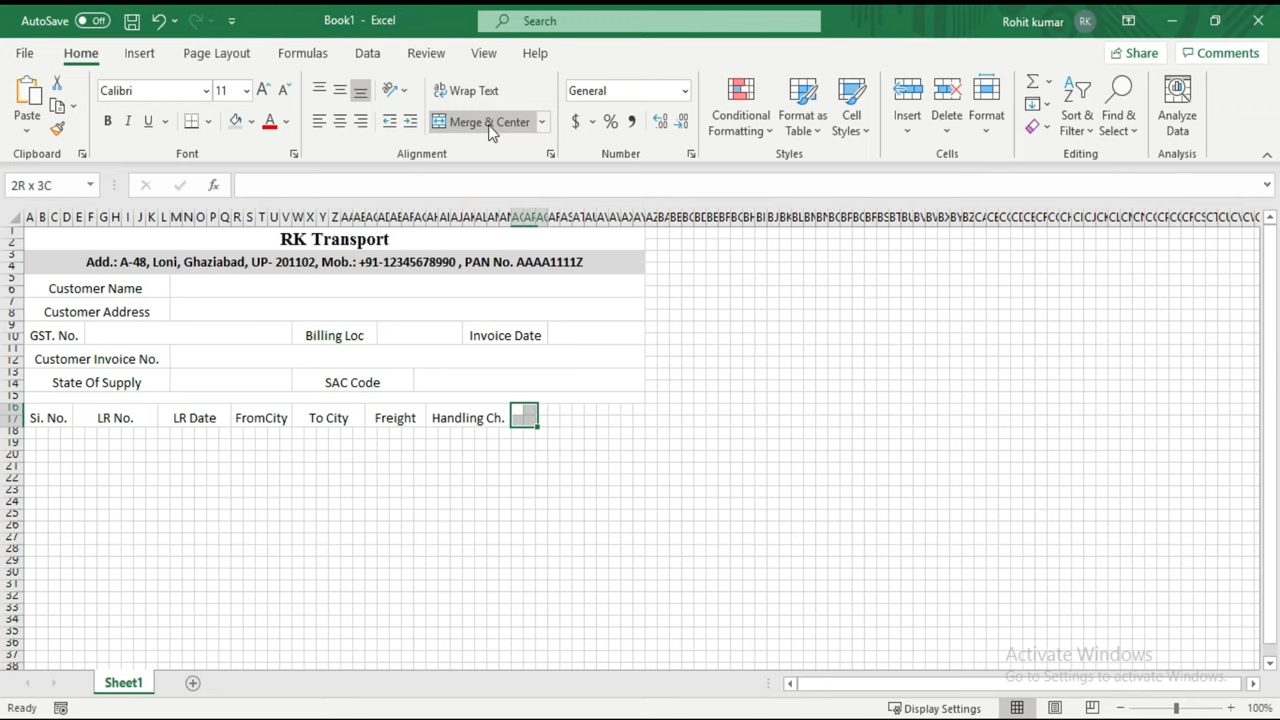 AutoSave Off Book1 - Excel Search Rohit kumar RK
File Home Insert Page Layout Formulas Data Review View Help Share Comments
Paste Calibri 11 Wrap Text General Conditional Formatting Format as Table Cell Styles Insert Delete Format Sort & Filter Find & Select Analyze Data
B I U A Merge & Center $ %
Clipboard Font Alignment Number Styles Cells Editing Analysis
2R x 3C fx
RK Transport
Add.: A-48, Loni, Ghaziabad, UP- 201102, Mob.: +91-12345678990 , PAN No. AAAA1111Z
Customer Name
Customer Address
GST. No. Billing Loc Invoice Date
Customer Invoice No.
State Of Supply SAC Code
Si. No. LR No. LR Date FromCity To City Freight Handling Ch.
Activate Windows
Go to Settings to activate Windows.
Sheet1
Ready Display Settings 100%